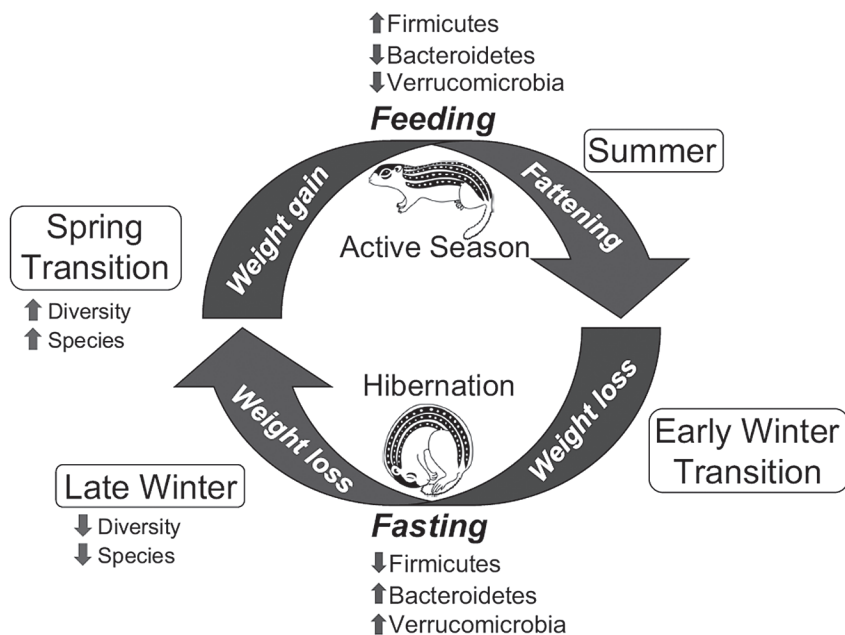 ↑Firmicutes
↓Bacteroidetes
↓Verrucomicrobia
Feeding
Summer
Weight gain
Fattening
Active Season
Spring
Transition
↑ Diversity
↑ Species
Hibernation
Weight loss
Weight loss
Early Winter
Transition
Late Winter
↓ Diversity
↓ Species
Fasting
↓Firmicutes
↑Bacteroidetes
↑Verrucomicrobia